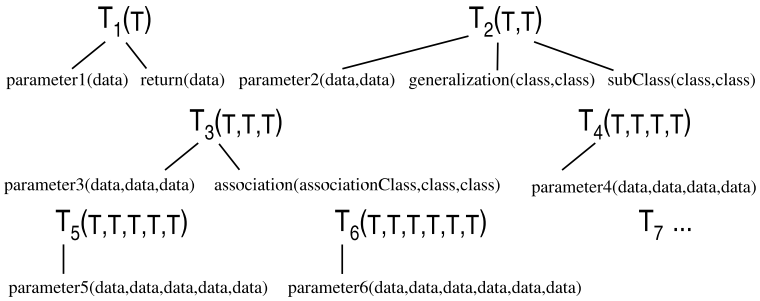 T1(T) T2(T,T)
parameter1(data) return(data) parameter2(data,data) generalization(class,class) subClass(class,class)
T3(T,T,T) T4(T,T,T,T)
parameter3(data,data,data) association(associationClass,class,class) parameter4(data,data,data,data)
T5(T,T,T,T,T) T6(T,T,T,T,T,T) T7 ...
parameter5(data,data,data,data,data) parameter6(data,data,data,data,data,data)